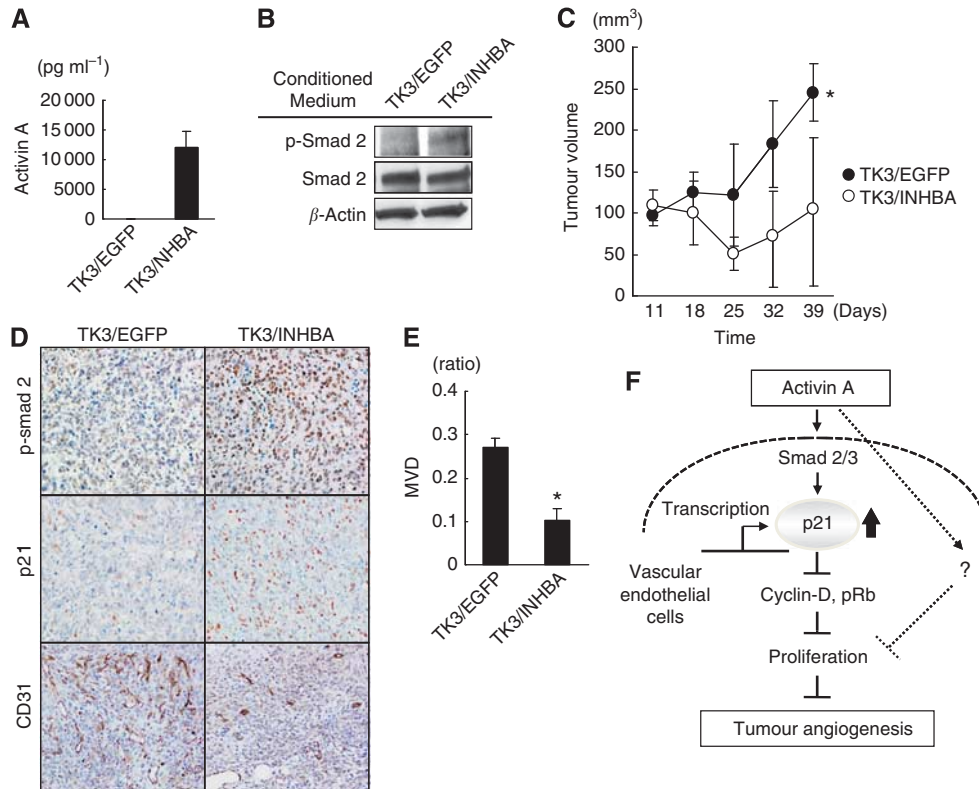 A
(pg ml⁻¹)
Activin A
20 000
15 000
10 000
5000
0
TK3/EGFP
TK3/NHBA
B
Conditioned
Medium
TK3/EGFP
TK3/INHBA
p-Smad 2
Smad 2
β-Actin
C
(mm³)
Tumour volume
300
250
200
150
100
50
0
*
TK3/EGFP
TK3/INHBA
11 18 25 32 39 (Days)
Time
D
TK3/EGFP
TK3/INHBA
p-smad 2
p21
CD31
E
(ratio)
MVD
0.4
0.3
0.2
0.1
0
*
TK3/EGFP
TK3/INHBA
F
Activin A
Smad 2/3
Transcription
p21
?
Vascular
endothelial
cells
Cyclin-D, pRb
Proliferation
Tumour angiogenesis